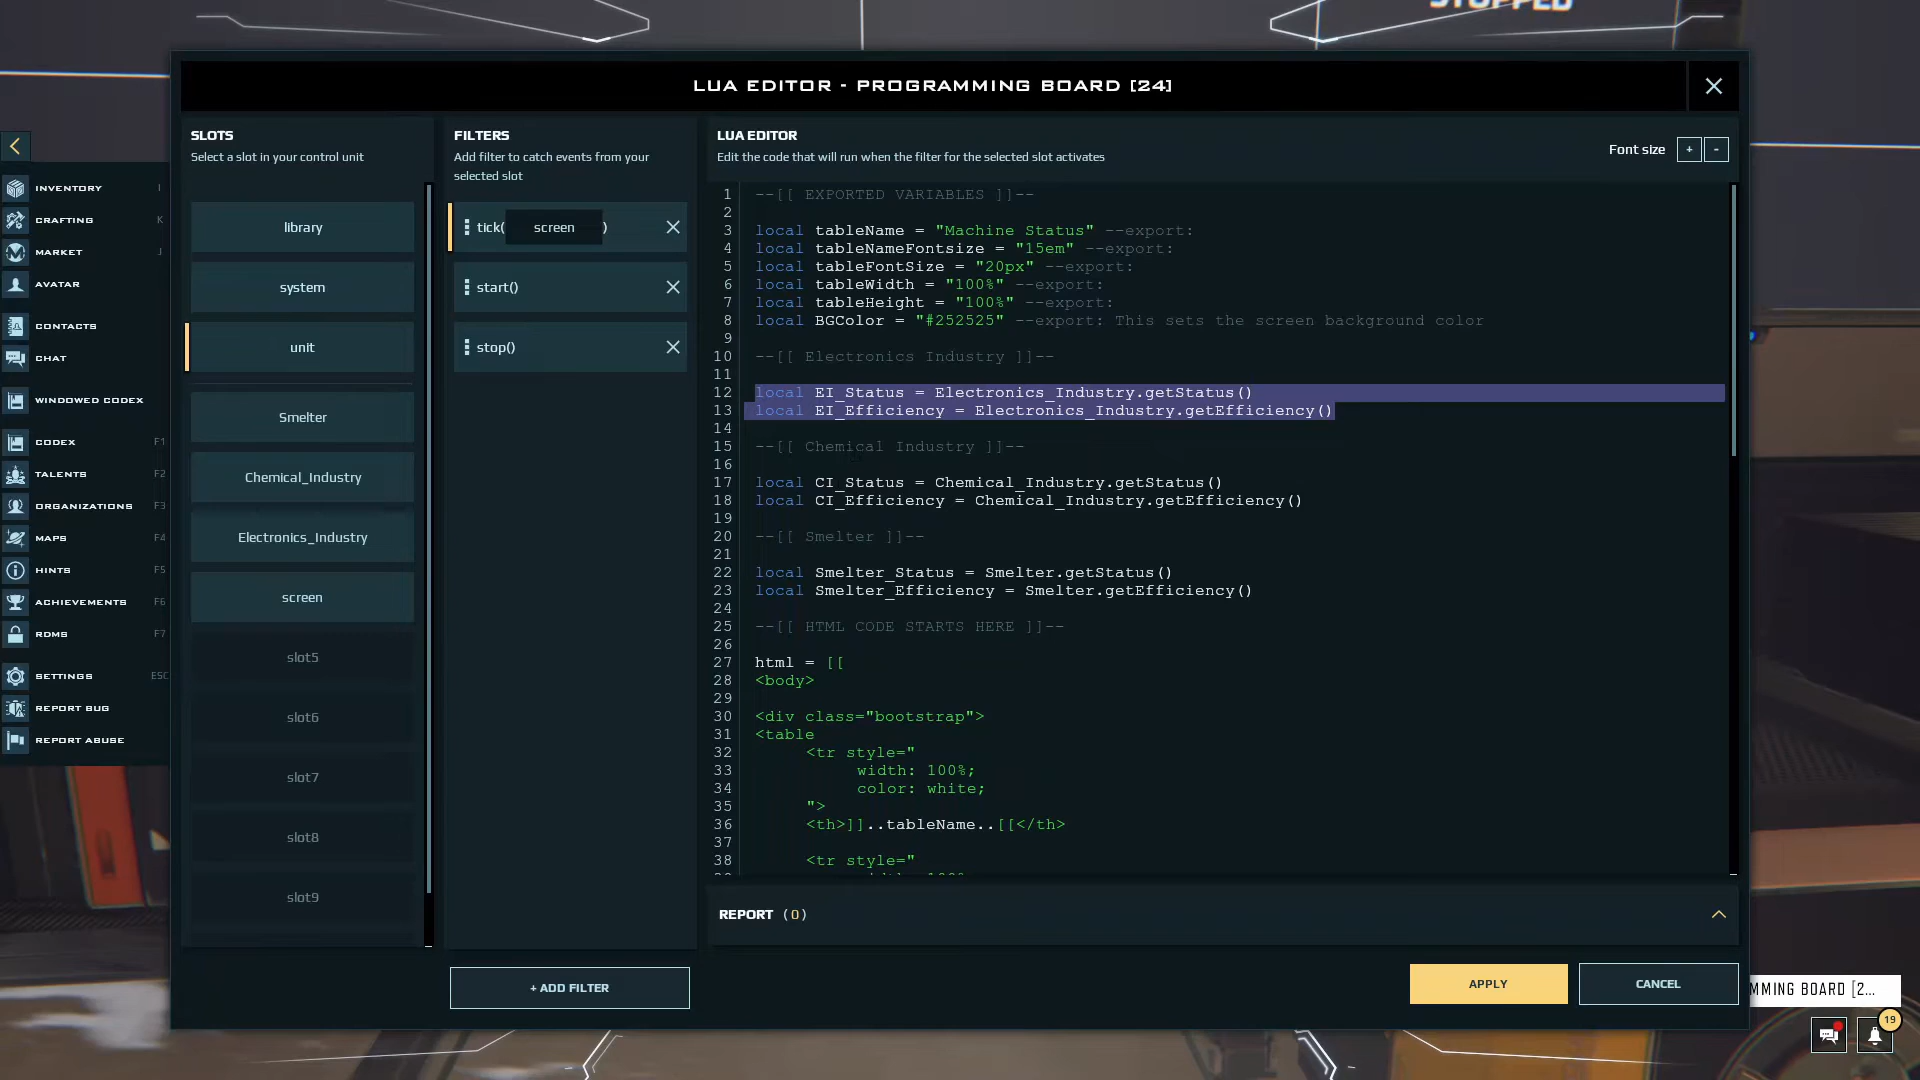 STOPPED
LUA EDITOR - PROGRAMMING BOARD [24]
INVENTORY I
CRAFTING K
MARKET J
AVATAR
CONTACTS
CHAT
WINDOWED CODEX
CODEX F1
TALENTS F2
ORGANIZATIONS F3
MAPS F4
HINTS F5
ACHIEVEMENTS F6
RDMS F7
SETTINGS ESC
REPORT BUG
REPORT ABUSE
SLOTS
Select a slot in your control unit
library
system
unit
Smelter
Chemical_Industry
Electronics_Industry
screen
slot5
slot6
slot7
slot8
slot9
FILTERS
Add filter to catch events from your
selected slot
tick( screen )
start()
stop()
+ ADD FILTER
LUA EDITOR
Edit the code that will run when the filter for the selected slot activates
Font size + -
1 --[[ EXPORTED VARIABLES ]]--
2
3 local tableName = "Machine Status" --export:
4 local tableNameFontsize = "15em" --export:
5 local tableFontSize = "20px" --export:
6 local tableWidth = "100%" --export:
7 local tableHeight = "100%" --export:
8 local BGColor = "#252525" --export: This sets the screen background color
9
10 --[[ Electronics Industry ]]--
11
12 local EI_Status = Electronics_Industry.getStatus()
13 local EI_Efficiency = Electronics_Industry.getEfficiency()
14
15 --[[ Chemical Industry ]]--
16
17 local CI_Status = Chemical_Industry.getStatus()
18 local CI_Efficiency = Chemical_Industry.getEfficiency()
19
20 --[[ Smelter ]]--
21
22 local Smelter_Status = Smelter.getStatus()
23 local Smelter_Efficiency = Smelter.getEfficiency()
24
25 --[[ HTML CODE STARTS HERE ]]--
26
27 html = [[
28 <body>
29
30 <div class="bootstrap">
31 <table
32 <tr style="
33 width: 100%;
34 color: white;
35 ">
36 <th>]]..tableName..[[</th>
37
38 <tr style="
REPORT (0)
APPLY
CANCEL
MMING BOARD [2...
19